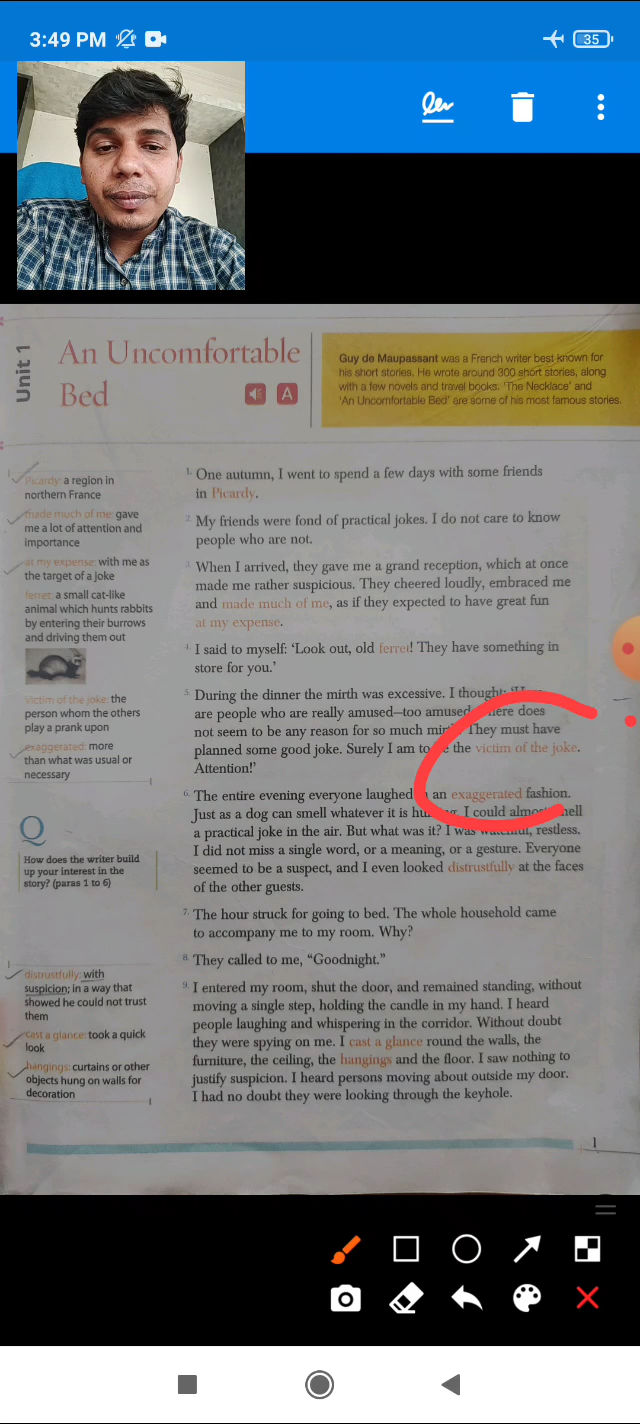 3:49 PM
35
Unit 1
An Uncomfortable
Bed
A
Guy de Maupassant was a French writer best known for
his short stories. He wrote around 300 short stories, along
with a few novels and travel books. 'The Necklace' and
'An Uncomfortable Bed' are some of his most famous stories.
Picardy: a region in
northern France
made much of me: gave
me a lot of attention and
importance
at my expense: with me as
the target of a joke
ferret: a small cat-like
animal which hunts rabbits
by entering their burrows
and driving them out
Victim of the joke: the
person whom the others
play a prank upon
exaggerated: more
than what was usual or
necessary
Q
How does the writer build
up your interest in the
story? (paras 1 to 6)
distrustfully: with
suspicion; in a way that
showed he could not trust
them
cast a glance: took a quick
look
hangings: curtains or other
objects hung on walls for
decoration
1. One autumn, I went to spend a few days with some friends
in Picardy.
2. My friends were fond of practical jokes. I do not care to know
people who are not.
3. When I arrived, they gave me a grand reception, which at once
made me rather suspicious. They cheered loudly, embraced me
and made much of me, as if they expected to have great fun
at my expense.
4. I said to myself: 'Look out, old ferret! They have something in
store for you.'
5. During the dinner the mirth was excessive. I thought: 'Here
are people who are really amused—too amused. There does
not seem to be any reason for so much mirth. They must have
planned some good joke. Surely I am to be the victim of the joke.
Attention!'
6. The entire evening everyone laughed in an exaggerated fashion.
Just as a dog can smell whatever it is hunting, I could almost smell
a practical joke in the air. But what was it? I was watchful, restless.
I did not miss a single word, or a meaning, or a gesture. Everyone
seemed to be a suspect, and I even looked distrustfully at the faces
of the other guests.
7. The hour struck for going to bed. The whole household came
to accompany me to my room. Why?
8. They called to me, "Goodnight."
9. I entered my room, shut the door, and remained standing, without
moving a single step, holding the candle in my hand. I heard
people laughing and whispering in the corridor. Without doubt
they were spying on me. I cast a glance round the walls, the
furniture, the ceiling, the hangings and the floor. I saw nothing to
justify suspicion. I heard persons moving about outside my door.
I had no doubt they were looking through the keyhole.
1